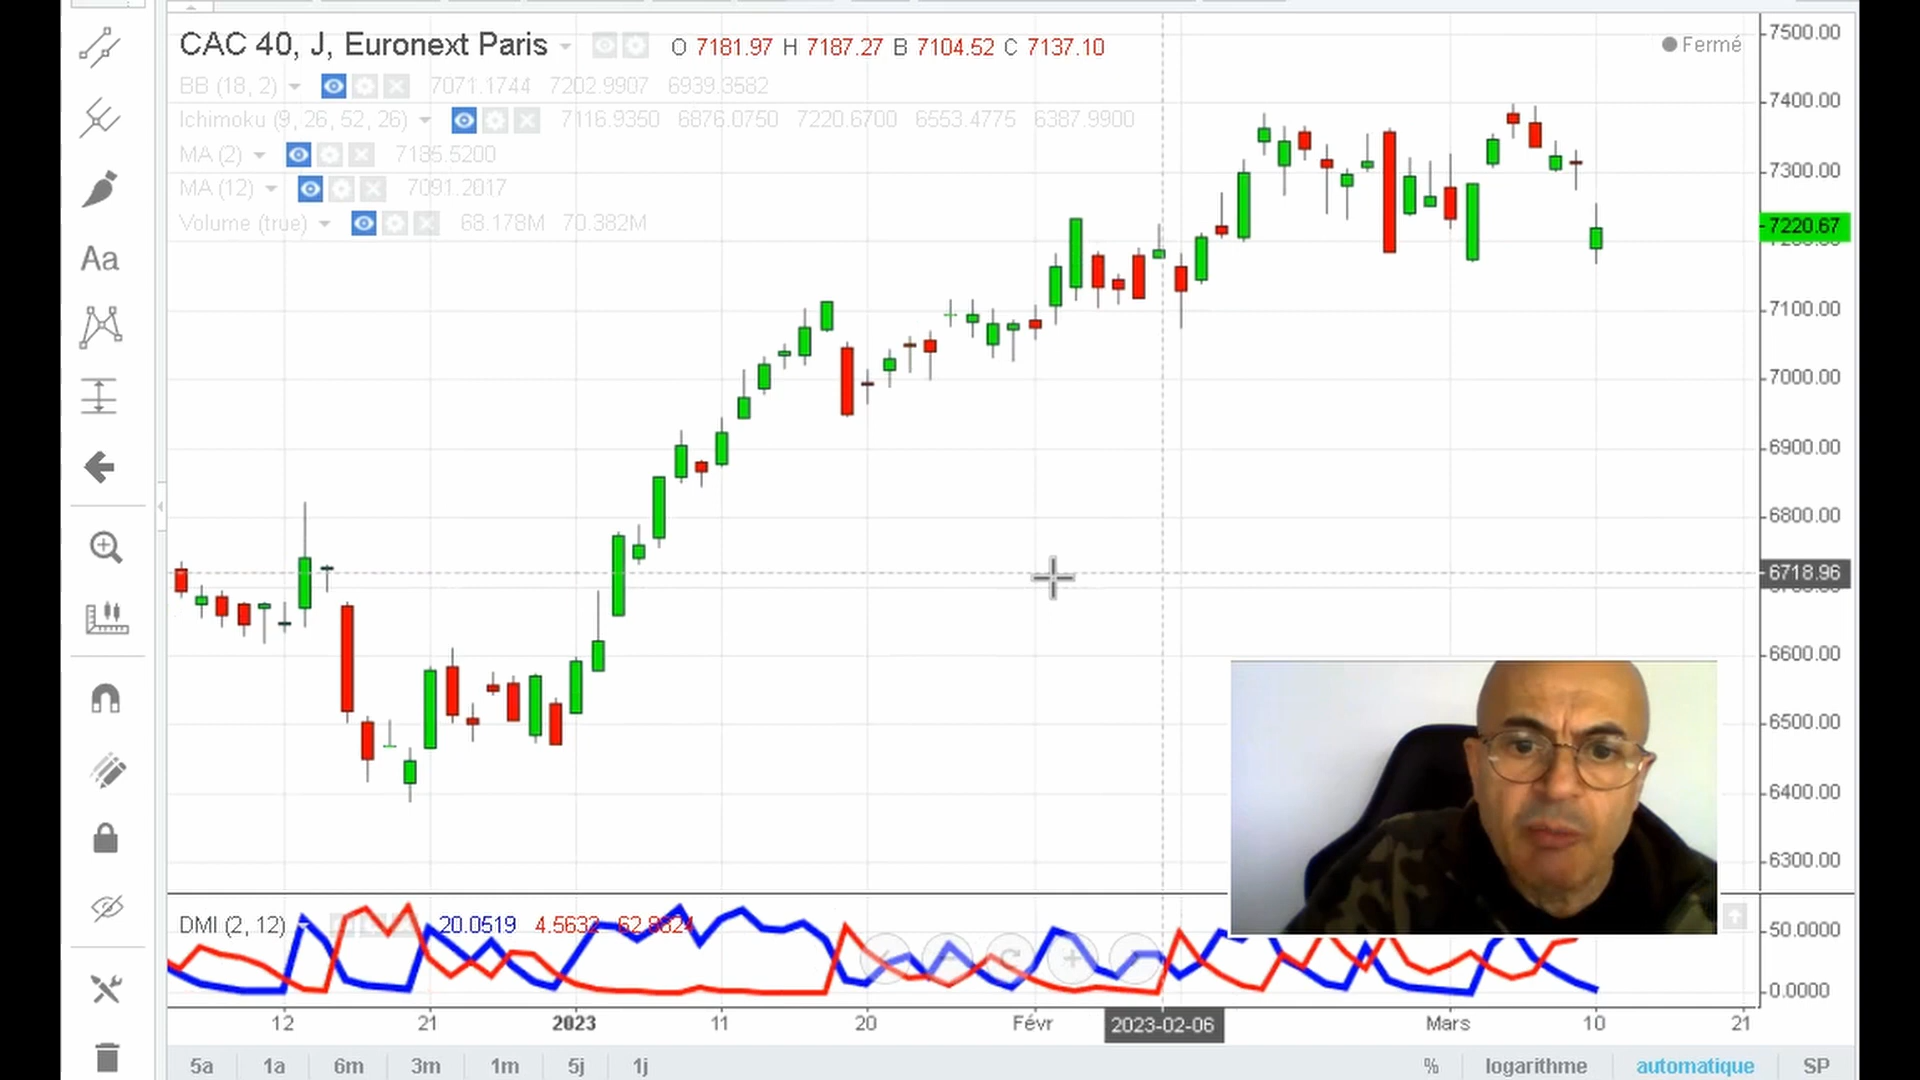 CAC 40, J, Euronext Paris O 7181.97 H 7187.27 B 7104.52 C 7137.10
Fermé
BB (18, 2) 7071.1744 7202.9907 6939.3582
Ichimoku (9, 26, 52, 26) 7116.9350 6876.0750 7220.6700 6553.4775 6387.9900
MA (2) 7185.5200
MA (12) 7091.2017
Volume (true) 68.178M 70.382M
Aa
7500.00
7400.00
7300.00
7220.67
7100.00
7000.00
6900.00
6800.00
6718.96
6600.00
6500.00
6400.00
6300.00
DMI (2, 12) 20.0519 4.5632 62.8824
50.0000
0.0000
12 21 2023 11 20 Févr 2023-02-06 Mars 10 21
5a 1a 6m 3m 1m 5j 1j % logarithme automatique SP